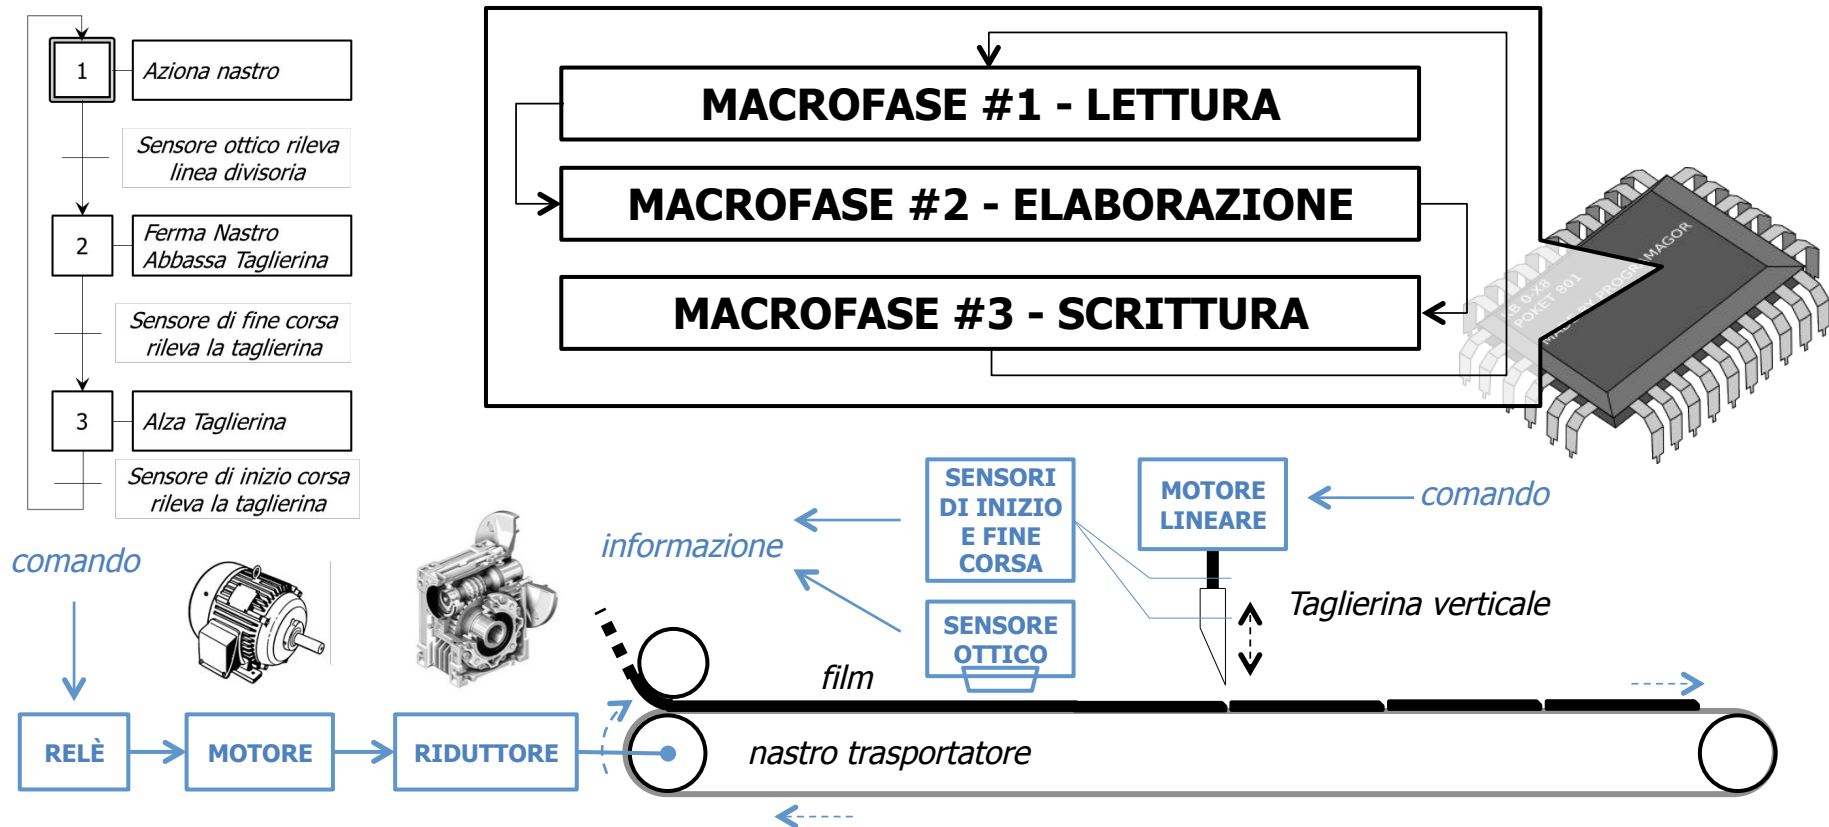 1
Aziona nastro
Sensore ottico rileva
linea divisoria
2
Ferma Nastro
Abbassa Taglierina
Sensore di fine corsa
rileva la taglierina
3
Alza Taglierina
Sensore di inizio corsa
rileva la taglierina
MACROFASE #1 - LETTURA
MACROFASE #2 - ELABORAZIONE
MACROFASE #3 - SCRITTURA
POKET 801
comando
RELÈ
MOTORE
RIDUTTORE
informazione
SENSORI
DI INIZIO
E FINE
CORSA
SENSORE
OTTICO
MOTORE
LINEARE
comando
Taglierina verticale
film
nastro trasportatore